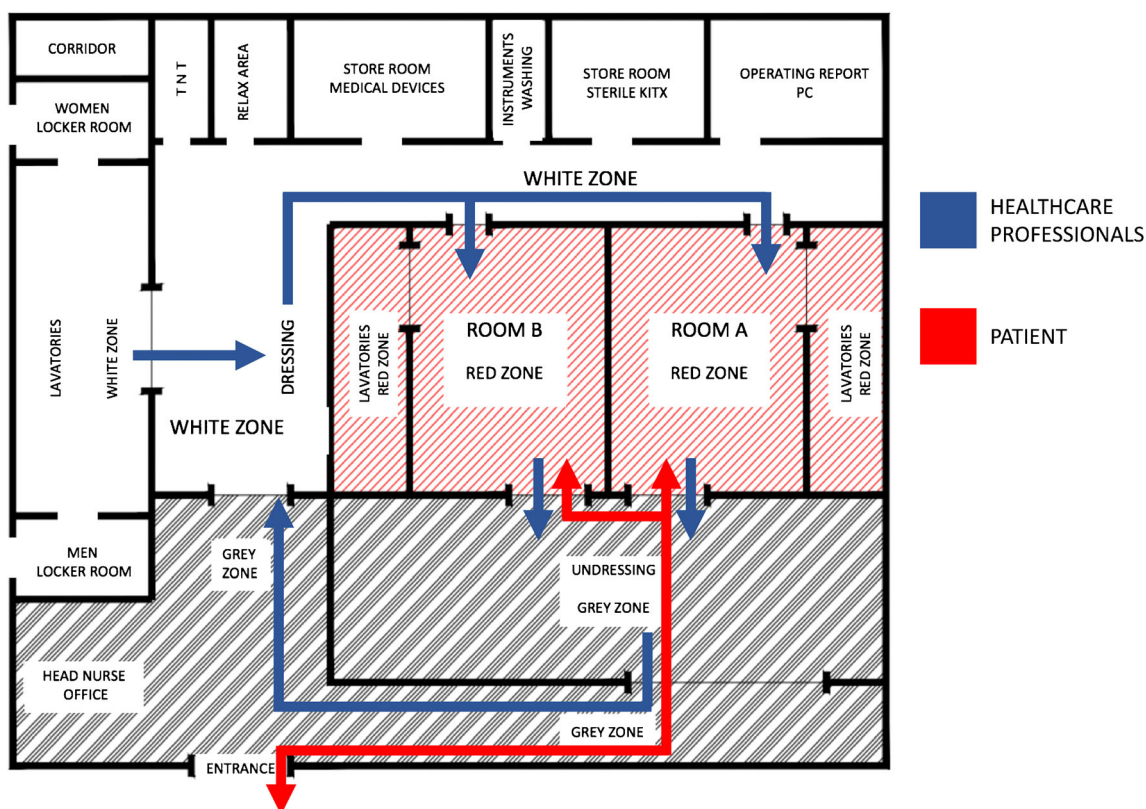 CORRIDOR
WOMEN
LOCKER ROOM
TNT
RELAX AREA
STORE ROOM
MEDICAL DEVICES
INSTRUMENTS
WASHING
STORE ROOM
STERILE KITX
OPERATING REPORT
PC
WHITE ZONE
HEALTHCARE
PROFESSIONALS
PATIENT
LAVATORIES
WHITE ZONE
DRESSING
WHITE ZONE
LAVATORIES
RED ZONE
ROOM B
RED ZONE
ROOM A
RED ZONE
LAVATORIES
RED ZONE
MEN
LOCKER ROOM
GREY
ZONE
UNDRESSING
GREY ZONE
HEAD NURSE
OFFICE
GREY ZONE
ENTRANCE